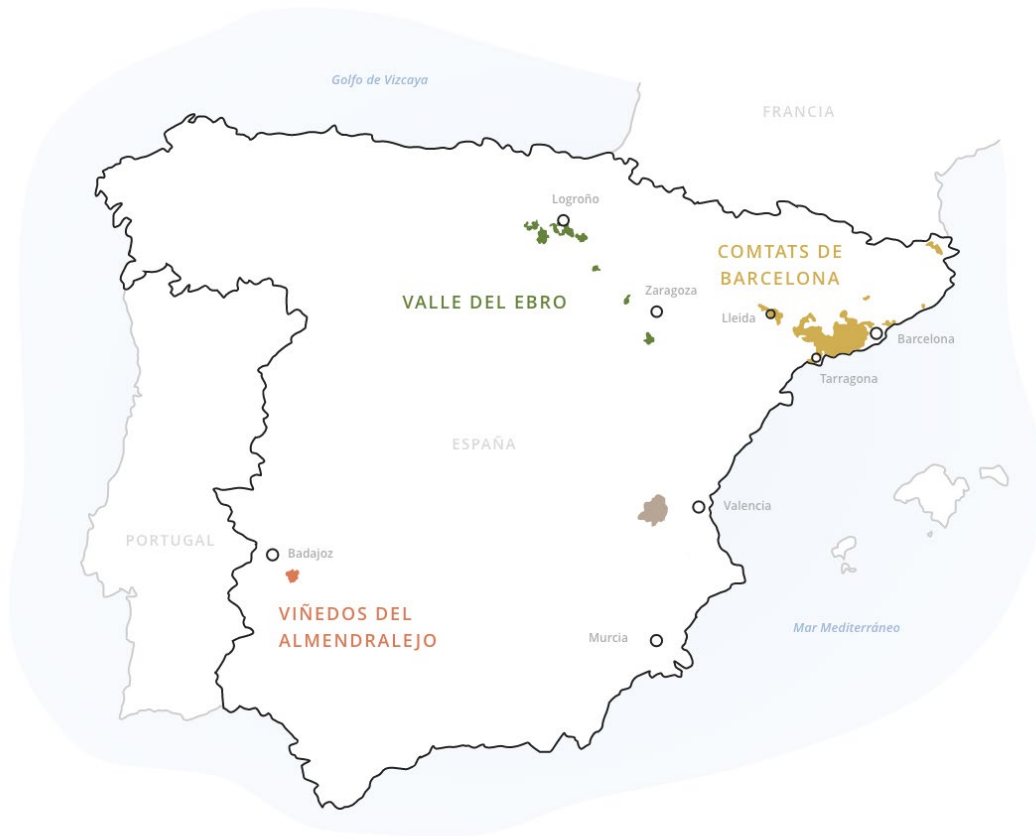 Golfo de Vizcaya
FRANCIA
Logroño
COMTATS DE
BARCELONA
VALLE DEL EBRO
Zaragoza
Lleida
Barcelona
Tarragona
ESPAÑA
Valencia
PORTUGAL
Badajoz
VIÑEDOS DEL
ALMENDRALEJO
Murcia
Mar Mediterráneo